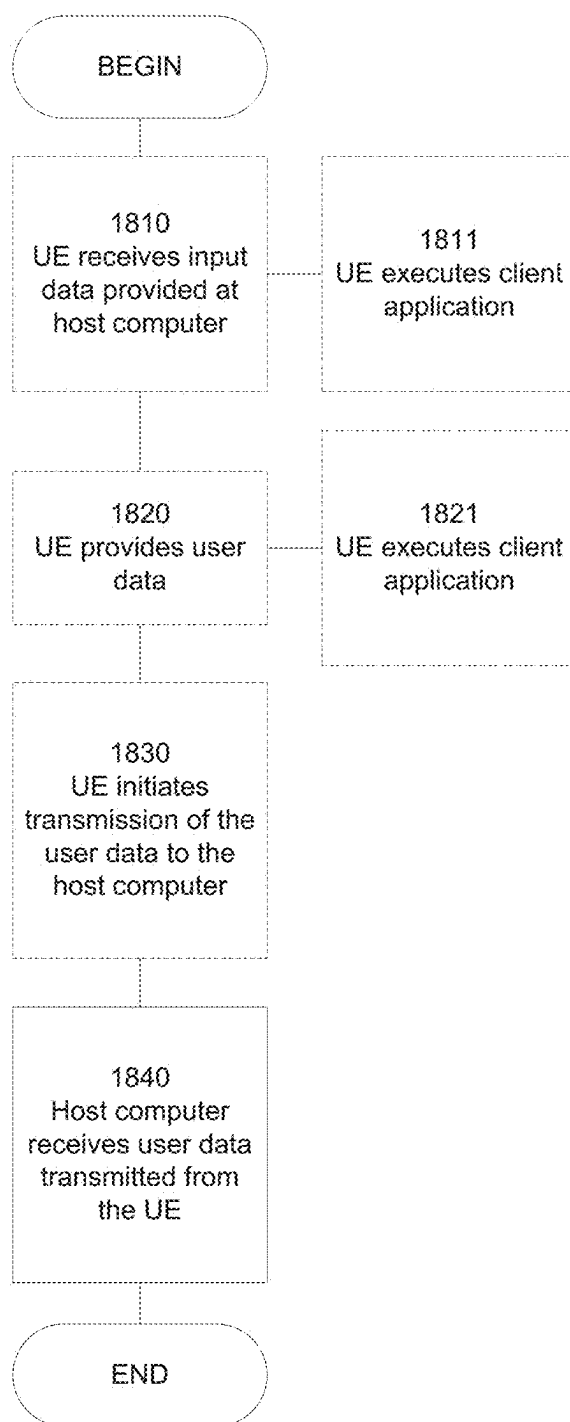 BEGIN
1810
UE receives input
data provided at
host computer
1811
UE executes client
application
1820
UE provides user
data
1821
UE executes client
application
1830
UE initiates
transmission of the
user data to the
host computer
1840
Host computer
receives user data
transmitted from
the UE
END